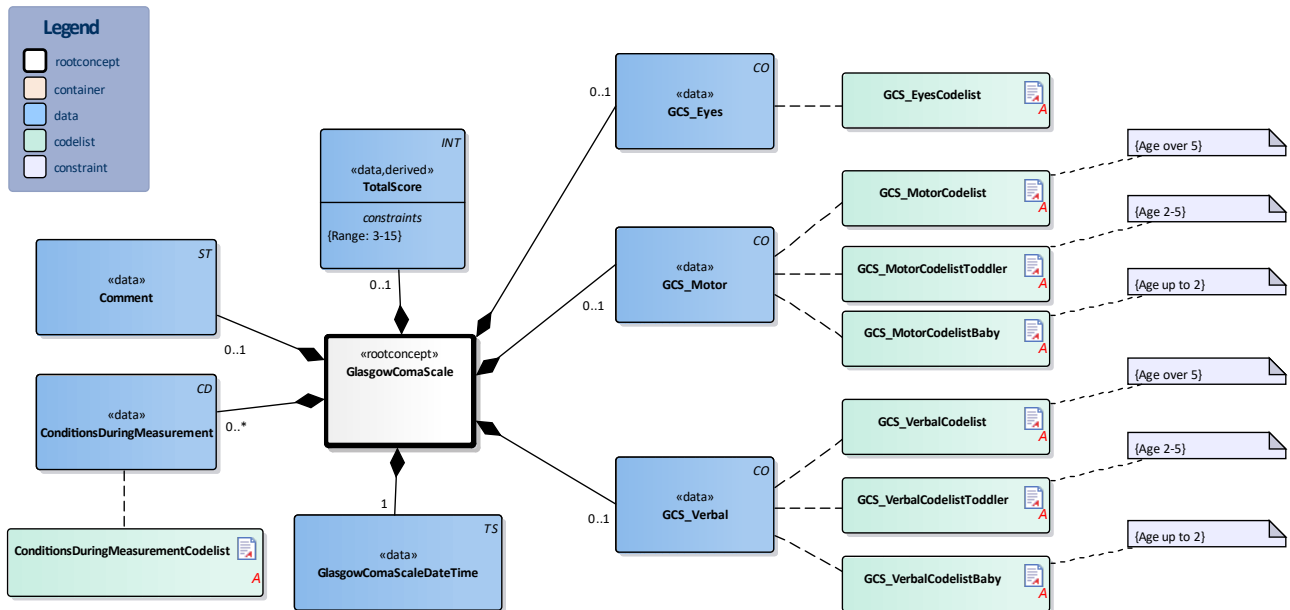 Legend
rootconcept
container
data
codelist
constraint
INT
«data,derived»
TotalScore
constraints
{Range: 3-15}
0..1
ST
«data»
Comment
0..1
CD
«data»
ConditionsDuringMeasurement
0..*
ConditionsDuringMeasurementCodelist
A
«rootconcept»
GlasgowComaScale
1
TS
«data»
GlasgowComaScaleDateTime
CO
«data»
GCS_Eyes
0..1
GCS_EyesCodelist
A
CO
«data»
GCS_Motor
0..1
GCS_MotorCodelist
A
{Age over 5}
GCS_MotorCodelistToddler
A
{Age 2-5}
GCS_MotorCodelistBaby
A
{Age up to 2}
CO
«data»
GCS_Verbal
0..1
GCS_VerbalCodelist
A
{Age over 5}
GCS_VerbalCodelistToddler
A
{Age 2-5}
GCS_VerbalCodelistBaby
A
{Age up to 2}